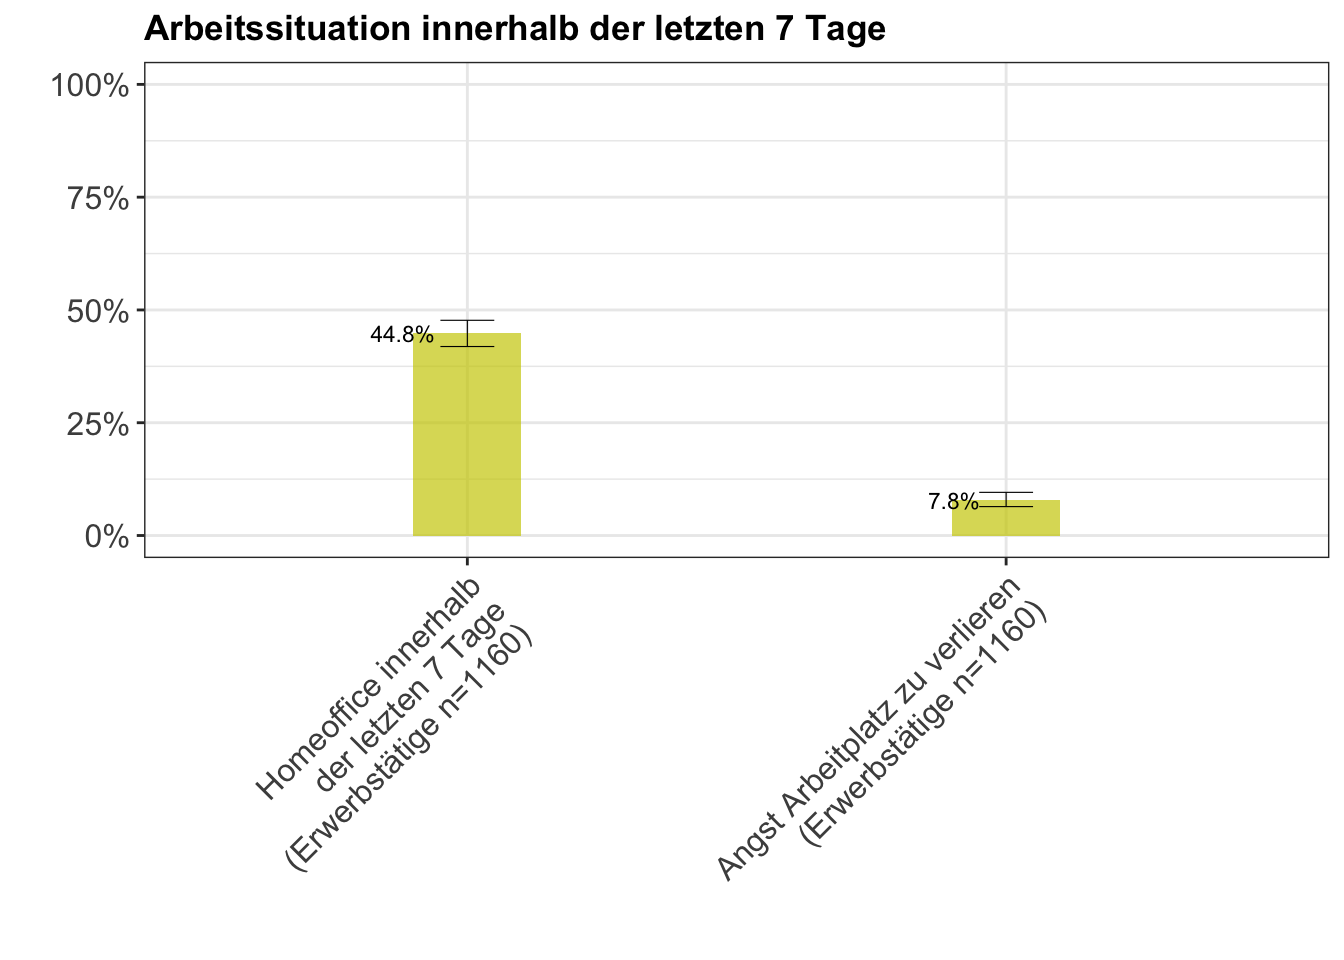 Arbeitssituation innerhalb der letzten 7 Tage
100%
75%
50%
25%
0%
44.8%
7.8%
Homeoffice innerhalb
der letzten 7 Tage
(Erwerbstätige n=1160)
Angst Arbeitplatz zu verlieren
(Erwerbstätige n=1160)